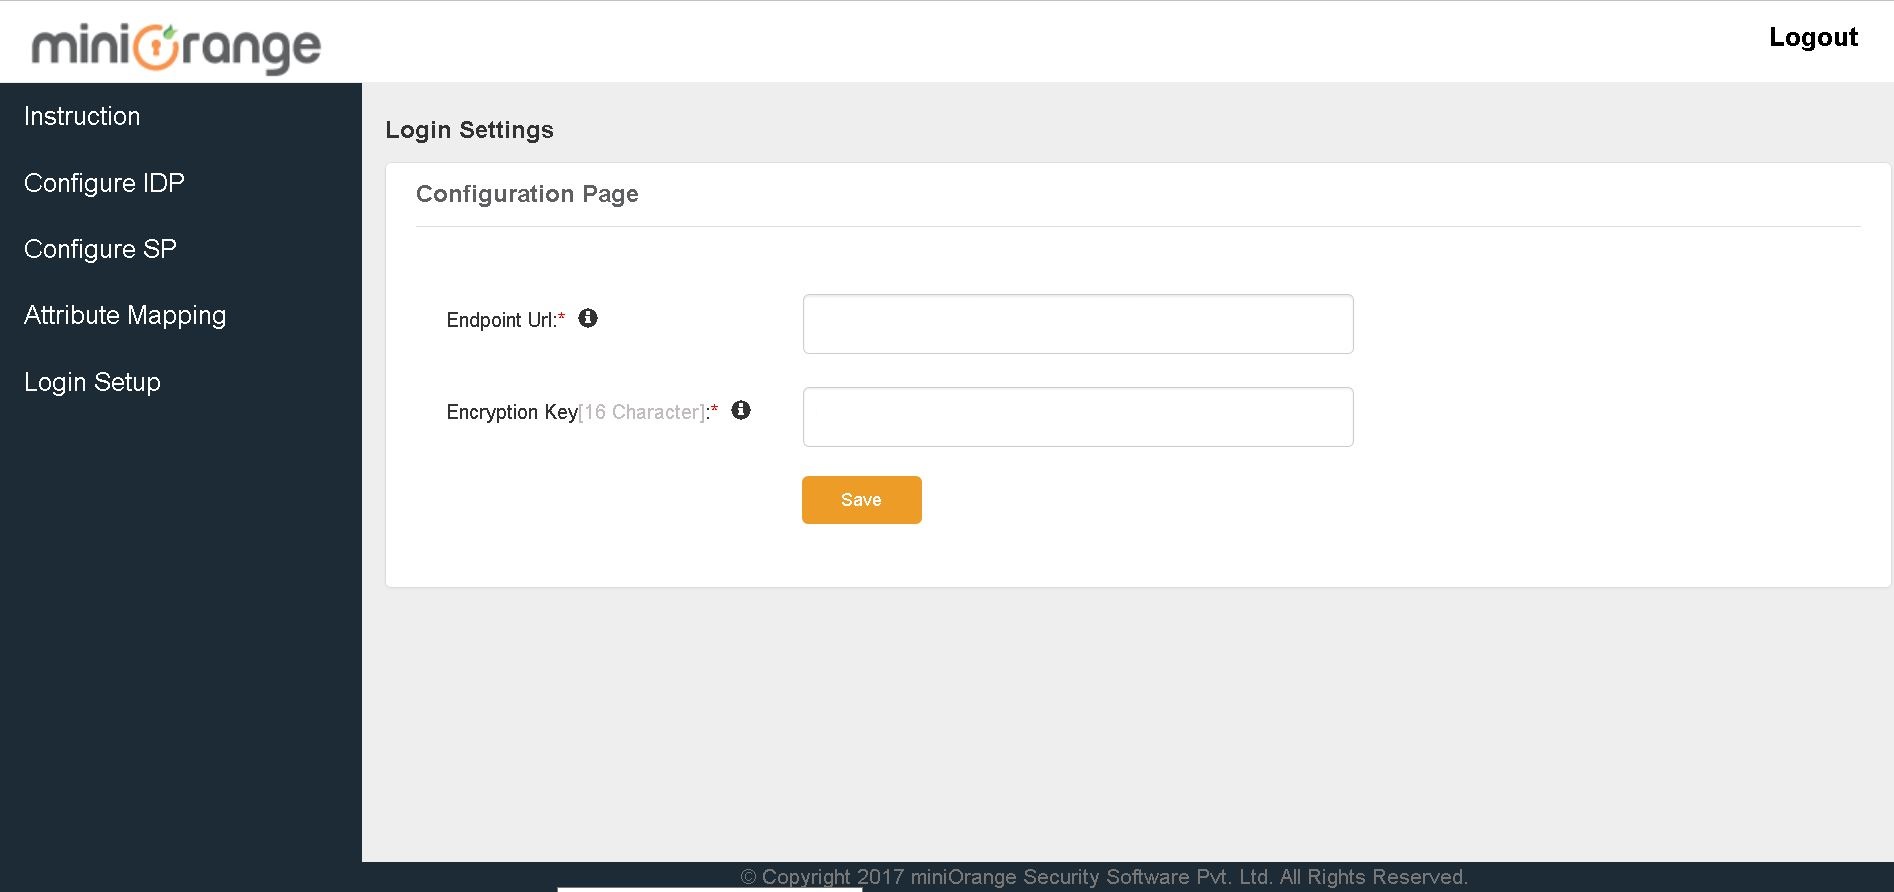 miniOrange
Logout
Instruction
Configure IDP
Configure SP
Attribute Mapping
Login Setup
Login Settings
Configuration Page
Endpoint Url:*
Encryption Key[16 Character]:*
Save
© Copyright 2017 miniOrange Security Software Pvt. Ltd. All Rights Reserved.